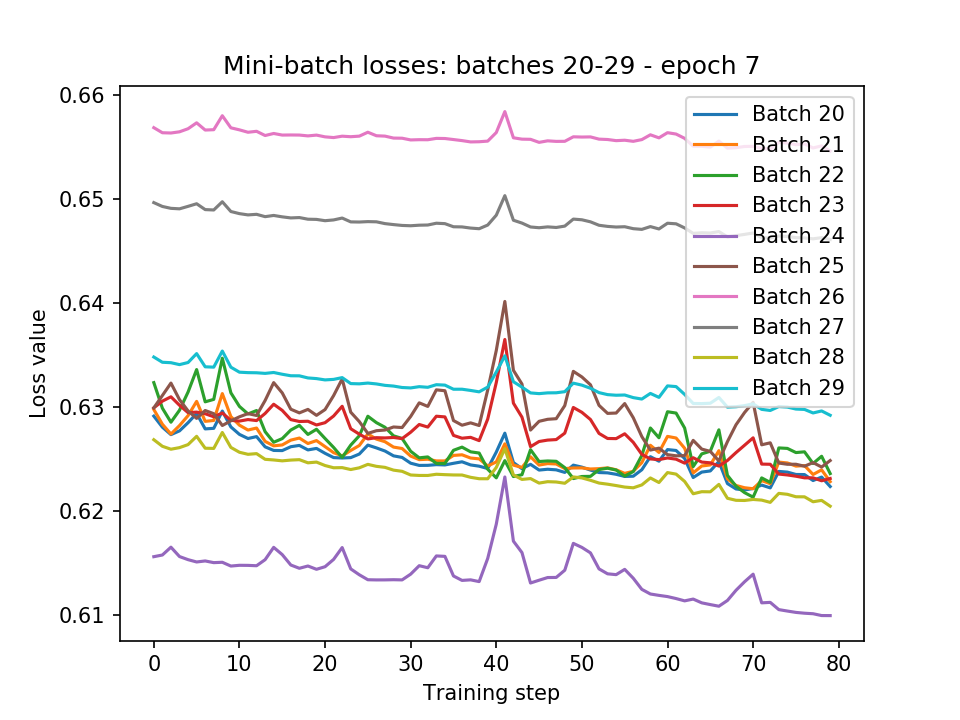 Mini-batch losses: batches 20-29 - epoch 7
0.66
0.65
0.64
0.63
0.62
0.61
Loss value
0
10
20
30
40
50
60
70
80
Training step
Batch 20
Batch 21
Batch 22
Batch 23
Batch 24
Batch 25
Batch 26
Batch 27
Batch 28
Batch 29